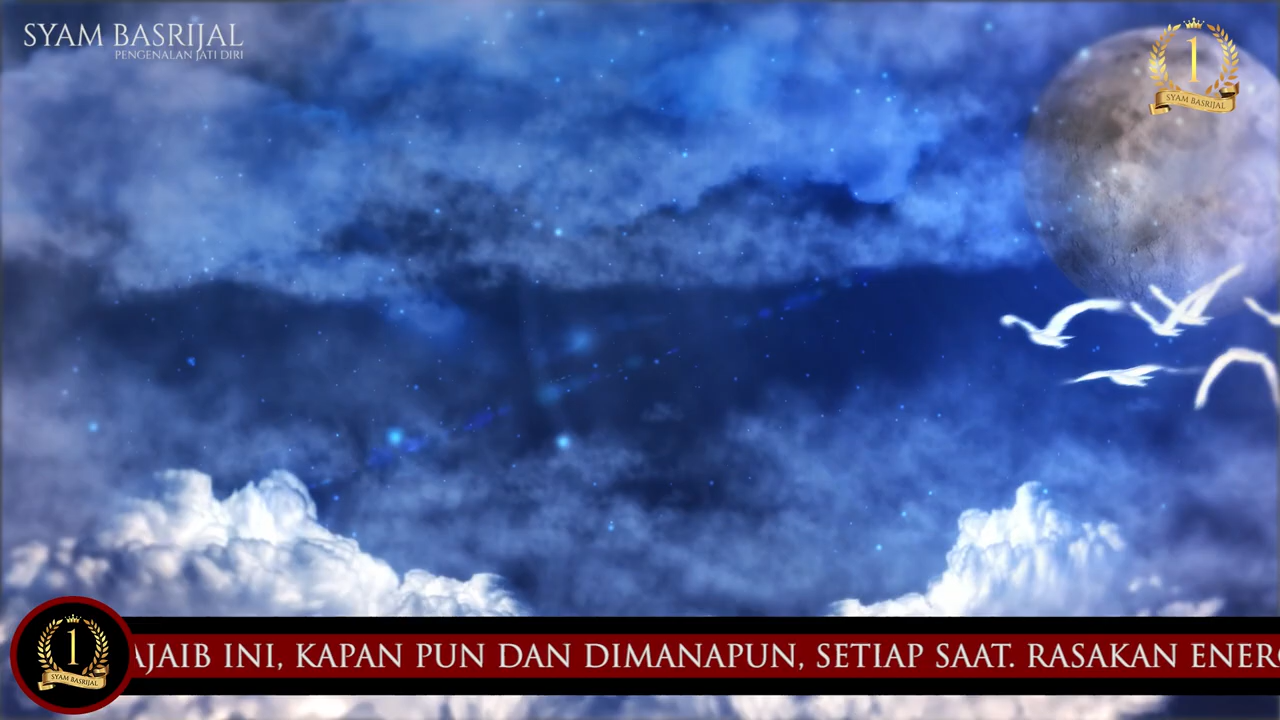 SYAM BASRIJAL
PENGENALAN JATI DIRI
1
SYAM BASRIJAL
1
SYAM BASRIJAL
AJAIB INI, KAPAN PUN DAN DIMANAPUN, SETIAP SAAT. RASAKAN ENERG